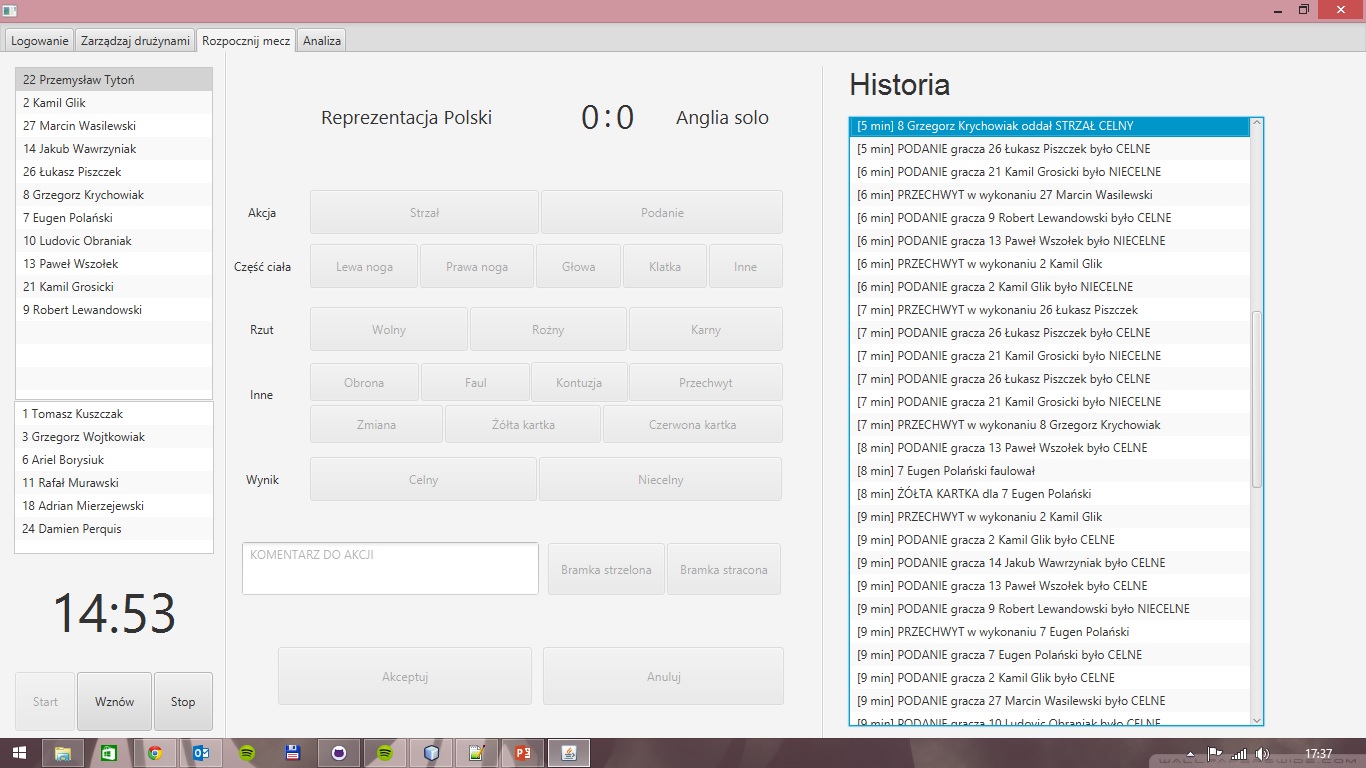 Logowanie
Zarządzaj drużynami
Rozpocznij mecz
Analiza
22 Przemysław Tytoń
2 Kamil Glik
27 Marcin Wasilewski
14 Jakub Wawrzyniak
26 Łukasz Piszczek
8 Grzegorz Krychowiak
7 Eugen Polański
10 Ludovic Obraniak
13 Paweł Wszołek
21 Kamil Grosicki
9 Robert Lewandowski
1 Tomasz Kuszczak
3 Grzegorz Wojtkowiak
6 Ariel Borysiuk
11 Rafał Murawski
18 Adrian Mierzejewski
24 Damien Perquis
14:53
Start
Wznów
Stop
Reprezentacja Polski
0:0
Anglia solo
Akcja
Strzał
Podanie
Część ciała
Lewa noga
Prawa noga
Głowa
Klatka
Inne
Rzut
Wolny
Rożny
Karny
Inne
Obrona
Faul
Kontuzja
Przechwyt
Zmiana
Żółta kartka
Czerwona kartka
Wynik
Celny
Niecelny
KOMENTARZ DO AKCJI
Bramka strzelona
Bramka stracona
Akceptuj
Anuluj
Historia
[5 min] 8 Grzegorz Krychowiak oddał STRZAŁ CELNY
[5 min] PODANIE gracza 26 Łukasz Piszczek było CELNE
[6 min] PODANIE gracza 21 Kamil Grosicki było NIECELNE
[6 min] PRZECHWYT w wykonaniu 27 Marcin Wasilewski
[6 min] PODANIE gracza 9 Robert Lewandowski było CELNE
[6 min] PODANIE gracza 13 Paweł Wszołek było NIECELNE
[6 min] PRZECHWYT w wykonaniu 2 Kamil Glik
[6 min] PODANIE gracza 2 Kamil Glik było NIECELNE
[7 min] PRZECHWYT w wykonaniu 26 Łukasz Piszczek
[7 min] PODANIE gracza 26 Łukasz Piszczek było CELNE
[7 min] PODANIE gracza 21 Kamil Grosicki było NIECELNE
[7 min] PODANIE gracza 26 Łukasz Piszczek było CELNE
[7 min] PODANIE gracza 21 Kamil Grosicki było NIECELNE
[7 min] PRZECHWYT w wykonaniu 8 Grzegorz Krychowiak
[8 min] PODANIE gracza 13 Paweł Wszołek było CELNE
[8 min] 7 Eugen Polański faulował
[8 min] ŻÓŁTA KARTKA dla 7 Eugen Polański
[9 min] PRZECHWYT w wykonaniu 2 Kamil Glik
[9 min] PODANIE gracza 2 Kamil Glik było CELNE
[9 min] PODANIE gracza 14 Jakub Wawrzyniak było CELNE
[9 min] PODANIE gracza 13 Paweł Wszołek było CELNE
[9 min] PODANIE gracza 9 Robert Lewandowski było NIECELNE
[9 min] PRZECHWYT w wykonaniu 7 Eugen Polański
[9 min] PODANIE gracza 7 Eugen Polański było CELNE
[9 min] PODANIE gracza 2 Kamil Glik było CELNE
[9 min] PODANIE gracza 27 Marcin Wasilewski było CELNE
[9 min] PODANIE gracza 10 Ludovic Obraniak było CELNE
17:37